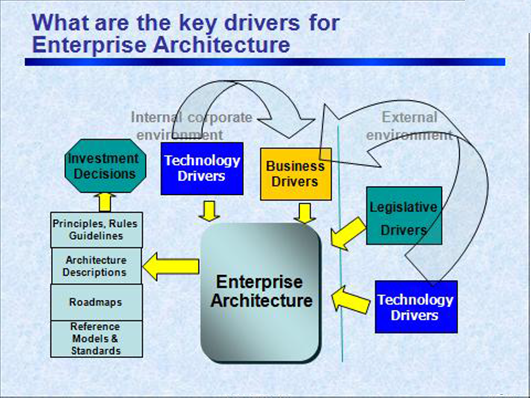 What are the key drivers for
Enterprise Architecture
Internal corporate
environment
External
environment
Investment
Decisions
Technology
Drivers
Business
Drivers
Legislative
Drivers
Principles, Rules
Guidelines
Architecture
Descriptions
Roadmaps
Reference
Models &
Standards
Enterprise
Architecture
Technology
Drivers